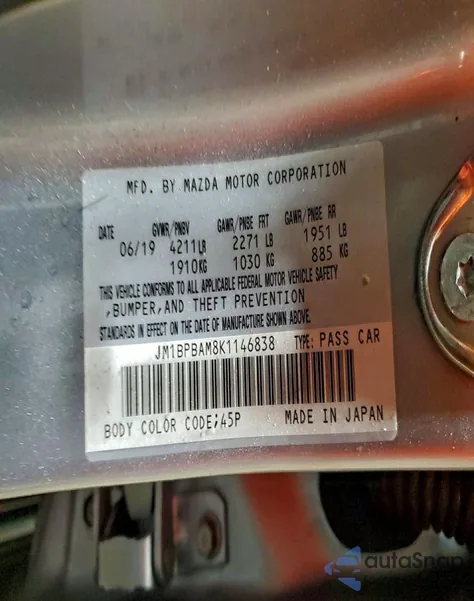 MFD. BY MAZDA MOTOR CORPORATION
DATE GVWR/PNBV GAWR/PNBE FRT GAWR/PNBE RR
06/19 4211LB 2271 LB 1951 LB
1910KG 1030 KG 885 KG
THIS VEHICLE CONFORMS TO ALL APPLICABLE FEDERAL MOTOR VEHICLE SAFETY
,BUMPER,AND THEFT PREVENTION
STANDARDS IN EFFECT ON THE DATE OF MANUFACTURE SHOWN ABOVE.
JM1BPBAM8K1146838 TYPE: PASS CAR
BODY COLOR CODE;45P MADE IN JAPAN
autaSnap